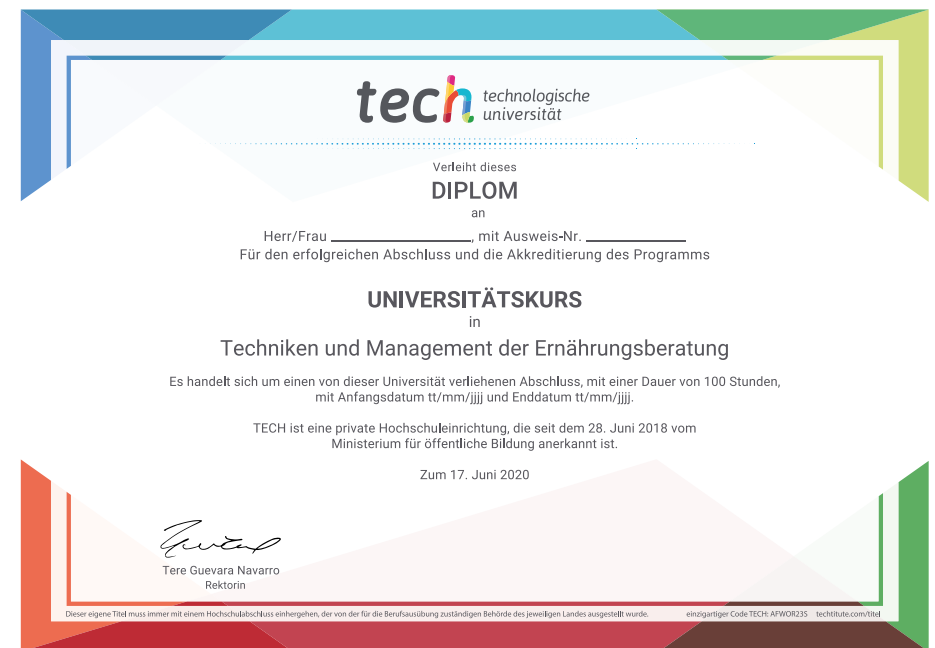 tech technologische
universität
Verleiht dieses
DIPLOM
an
Herr/Frau ____________________, mit Ausweis-Nr. ______________
Für den erfolgreichen Abschluss und die Akkreditierung des Programms
UNIVERSITÄTSKURS
in
Techniken und Management der Ernährungsberatung
Es handelt sich um einen von dieser Universität verliehenen Abschluss, mit einer Dauer von 100 Stunden,
mit Anfangsdatum tt/mm/jjjj und Enddatum tt/mm/jjjj.
TECH ist eine private Hochschuleinrichtung, die seit dem 28. Juni 2018 vom
Ministerium für öffentliche Bildung anerkannt ist.
Zum 17. Juni 2020
Tere Guevara Navarro
Rektorin
Dieser eigene Titel muss immer mit einem Hochschulabschluss einhergehen, der von der für die Berufsausübung zuständigen Behörde des jeweiligen Landes ausgestellt wurde. einzigartiger Code TECH: AFWOR23S techtitute.com/titel